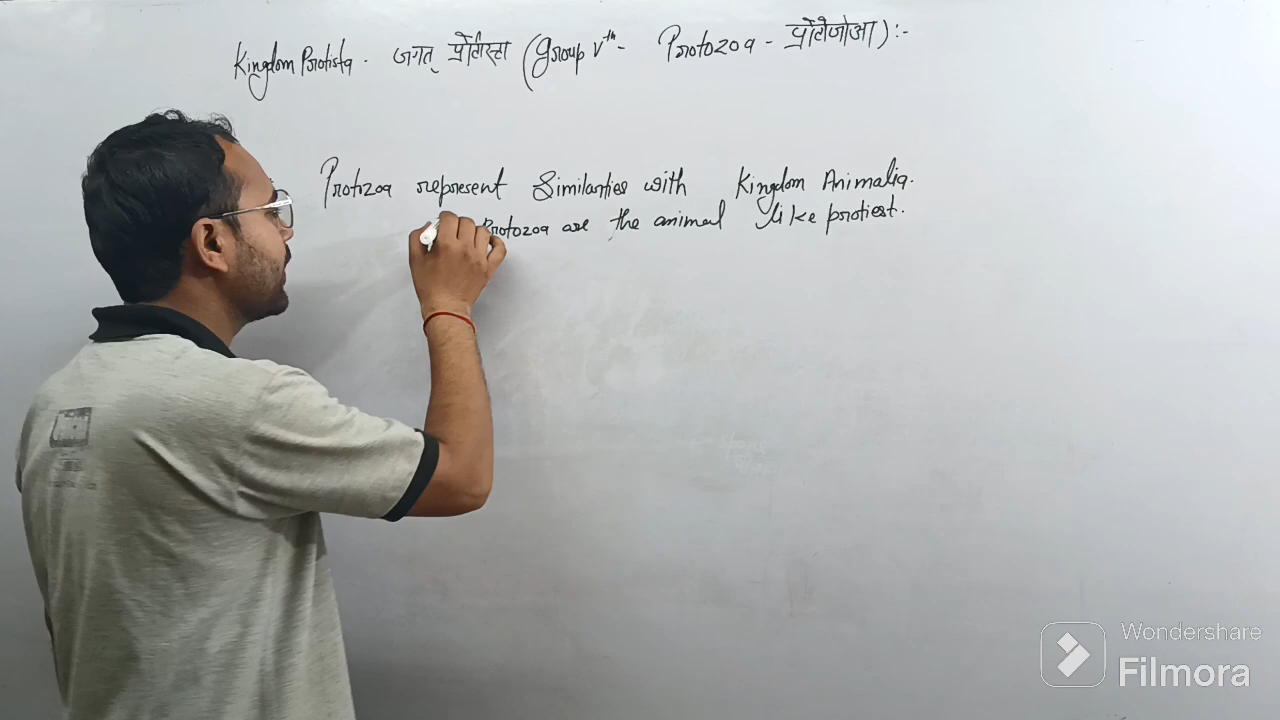 Kingdom Protista - जगत् प्रोटिस्टा (Group Vth - Protozoa - प्रोटोजोआ) :-
Protozoa represent Similarities with Kingdom Animalia.
Protozoa are the animal like protiest.
Wondershare
Filmora